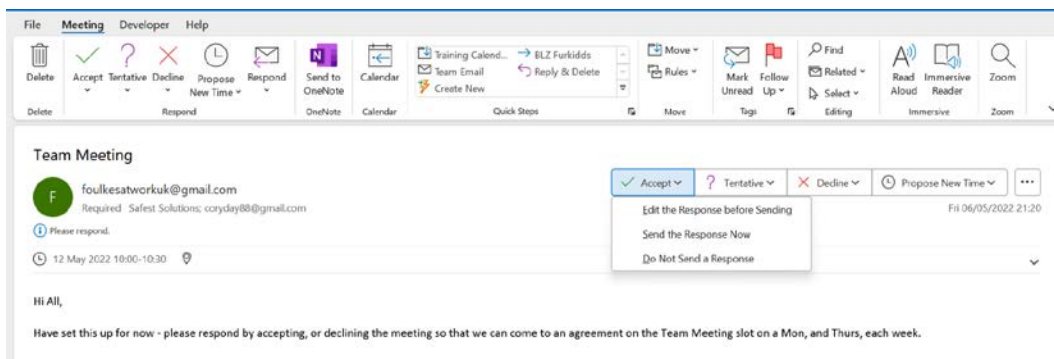 File Meeting Developer Help
Delete Accept Tentative Decline Propose New Time Respond Send to OneNote Calendar
Training Calend... BLZ Furkidds
Team Email Reply & Delete
Create New
Move
Rules
Mark Unread Follow Up
Find
Related
Select
Read Aloud Immersive Reader Zoom
Delete Respond OneNote Calendar Quick Steps Move Tags Editing Immersive Zoom
Team Meeting
F
foulkesatworkuk@gmail.com
Required Safest Solutions; coryday88@gmail.com
Accept Tentative Decline Propose New Time ...
Fri 06/05/2022 21:20
Please respond.
Edit the Response before Sending
Send the Response Now
Do Not Send a Response
12 May 2022 10:00-10:30
Hi All,
Have set this up for now - please respond by accepting, or declining the meeting so that we can come to an agreement on the Team Meeting slot on a Mon, and Thurs, each week.